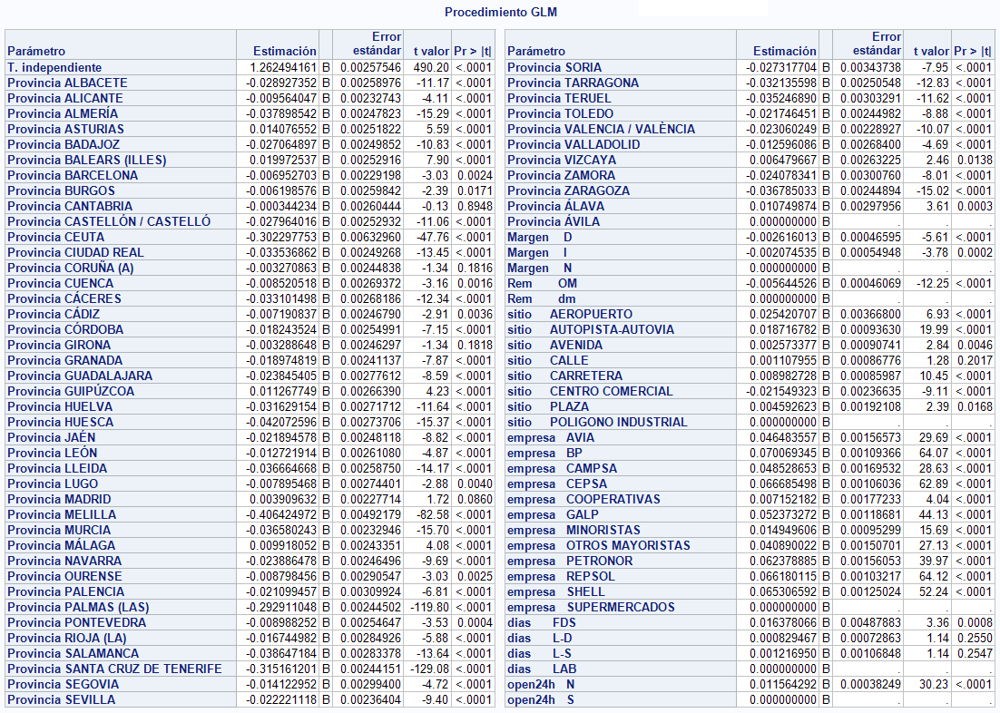 Procedimiento GLM
Parámetro Estimación Error estándar t valor Pr > |t|
T. independiente 1.262494161 B 0.00257546 490.20 <.0001
Provincia ALBACETE -0.028927352 B 0.00258976 -11.17 <.0001
Provincia ALICANTE -0.009564047 B 0.00232743 -4.11 <.0001
Provincia ALMERÍA -0.037898542 B 0.00247823 -15.29 <.0001
Provincia ASTURIAS 0.014076552 B 0.00251822 5.59 <.0001
Provincia BADAJOZ -0.027064897 B 0.00249852 -10.83 <.0001
Provincia BALEARS (ILLES) 0.019972537 B 0.00252916 7.90 <.0001
Provincia BARCELONA -0.006952703 B 0.00229198 -3.03 0.0024
Provincia BURGOS -0.006198576 B 0.00259842 -2.39 0.0171
Provincia CANTABRIA -0.000344234 B 0.00260444 -0.13 0.8948
Provincia CASTELLÓN / CASTELLÓ -0.027964016 B 0.00252932 -11.06 <.0001
Provincia CEUTA -0.302297753 B 0.00632960 -47.76 <.0001
Provincia CIUDAD REAL -0.033536862 B 0.00249268 -13.45 <.0001
Provincia CORUÑA (A) -0.003270863 B 0.00244838 -1.34 0.1816
Provincia CUENCA -0.008520518 B 0.00269372 -3.16 0.0016
Provincia CÁCERES -0.033101498 B 0.00268186 -12.34 <.0001
Provincia CÁDIZ -0.007190837 B 0.00246790 -2.91 0.0036
Provincia CÓRDOBA -0.018243524 B 0.00254991 -7.15 <.0001
Provincia GIRONA -0.003288648 B 0.00246297 -1.34 0.1818
Provincia GRANADA -0.018974819 B 0.00241137 -7.87 <.0001
Provincia GUADALAJARA -0.023845405 B 0.00277612 -8.59 <.0001
Provincia GUIPÚZCOA 0.011267749 B 0.00266390 4.23 <.0001
Provincia HUELVA -0.031629154 B 0.00271712 -11.64 <.0001
Provincia HUESCA -0.042072596 B 0.00273706 -15.37 <.0001
Provincia JAÉN -0.021894578 B 0.00248118 -8.82 <.0001
Provincia LEÓN -0.012721914 B 0.00261080 -4.87 <.0001
Provincia LLEIDA -0.036664668 B 0.00258750 -14.17 <.0001
Provincia LUGO -0.007895468 B 0.00274401 -2.88 0.0040
Provincia MADRID 0.003909632 B 0.00227714 1.72 0.0860
Provincia MELILLA -0.406424972 B 0.00492179 -82.58 <.0001
Provincia MURCIA -0.036580243 B 0.00232946 -15.70 <.0001
Provincia MÁLAGA 0.009918052 B 0.00243351 4.08 <.0001
Provincia NAVARRA -0.023886478 B 0.00246496 -9.69 <.0001
Provincia OURENSE -0.008798456 B 0.00290547 -3.03 0.0025
Provincia PALENCIA -0.021099457 B 0.00309924 -6.81 <.0001
Provincia PALMAS (LAS) -0.292911048 B 0.00244502 -119.80 <.0001
Provincia PONTEVEDRA -0.008988252 B 0.00254647 -3.53 0.0004
Provincia RIOJA (LA) -0.016744982 B 0.00284926 -5.88 <.0001
Provincia SALAMANCA -0.038647184 B 0.00283378 -13.64 <.0001
Provincia SANTA CRUZ DE TENERIFE -0.315161201 B 0.00244151 -129.08 <.0001
Provincia SEGOVIA -0.014122952 B 0.00299400 -4.72 <.0001
Provincia SEVILLA -0.022221118 B 0.00236404 -9.40 <.0001
Parámetro Estimación Error estándar t valor Pr > |t|
Provincia SORIA -0.027317704 B 0.00343738 -7.95 <.0001
Provincia TARRAGONA -0.032135598 B 0.00250548 -12.83 <.0001
Provincia TERUEL -0.035246890 B 0.00303291 -11.62 <.0001
Provincia TOLEDO -0.021746451 B 0.00244982 -8.88 <.0001
Provincia VALENCIA / VALÈNCIA -0.023060249 B 0.00228927 -10.07 <.0001
Provincia VALLADOLID -0.012596086 B 0.00268400 -4.69 <.0001
Provincia VIZCAYA 0.006479667 B 0.00263225 2.46 0.0138
Provincia ZAMORA -0.024078341 B 0.00300760 -8.01 <.0001
Provincia ZARAGOZA -0.036785033 B 0.00244894 -15.02 <.0001
Provincia ÁLAVA 0.010749874 B 0.00297956 3.61 0.0003
Provincia ÁVILA 0.000000000 B . . .
Margen D -0.002616013 B 0.00046595 -5.61 <.0001
Margen I -0.002074535 B 0.00054948 -3.78 0.0002
Margen N 0.000000000 B . . .
Rem OM -0.005644526 B 0.00046069 -12.25 <.0001
Rem dm 0.000000000 B . . .
sitio AEROPUERTO 0.025420707 B 0.00366800 6.93 <.0001
sitio AUTOPISTA-AUTOVIA 0.018716782 B 0.00093630 19.99 <.0001
sitio AVENIDA 0.002573377 B 0.00090741 2.84 0.0046
sitio CALLE 0.001107955 B 0.00086776 1.28 0.2017
sitio CARRETERA 0.008982728 B 0.00085987 10.45 <.0001
sitio CENTRO COMERCIAL -0.021549323 B 0.00236635 -9.11 <.0001
sitio PLAZA 0.004592623 B 0.00192108 2.39 0.0168
sitio POLIGONO INDUSTRIAL 0.000000000 B . . .
empresa AVIA 0.046483557 B 0.00156573 29.69 <.0001
empresa BP 0.070069345 B 0.00109366 64.07 <.0001
empresa CAMPSA 0.048528653 B 0.00169532 28.63 <.0001
empresa CEPSA 0.066685498 B 0.00106036 62.89 <.0001
empresa COOPERATIVAS 0.007152182 B 0.00177233 4.04 <.0001
empresa GALP 0.052373272 B 0.00118681 44.13 <.0001
empresa MINORISTAS 0.014949606 B 0.00095299 15.69 <.0001
empresa OTROS MAYORISTAS 0.040890022 B 0.00150701 27.13 <.0001
empresa PETRONOR 0.062378885 B 0.00156053 39.97 <.0001
empresa REPSOL 0.066180115 B 0.00103217 64.12 <.0001
empresa SHELL 0.065306592 B 0.00125024 52.24 <.0001
empresa SUPERMERCADOS 0.000000000 B . . .
dias FDS 0.016378066 B 0.00487883 3.36 0.0008
dias L-D 0.000829467 B 0.00072863 1.14 0.2550
dias L-S 0.001216950 B 0.00106848 1.14 0.2547
dias LAB 0.000000000 B . . .
open24h N 0.011564292 B 0.00038249 30.23 <.0001
open24h S 0.000000000 B . . .